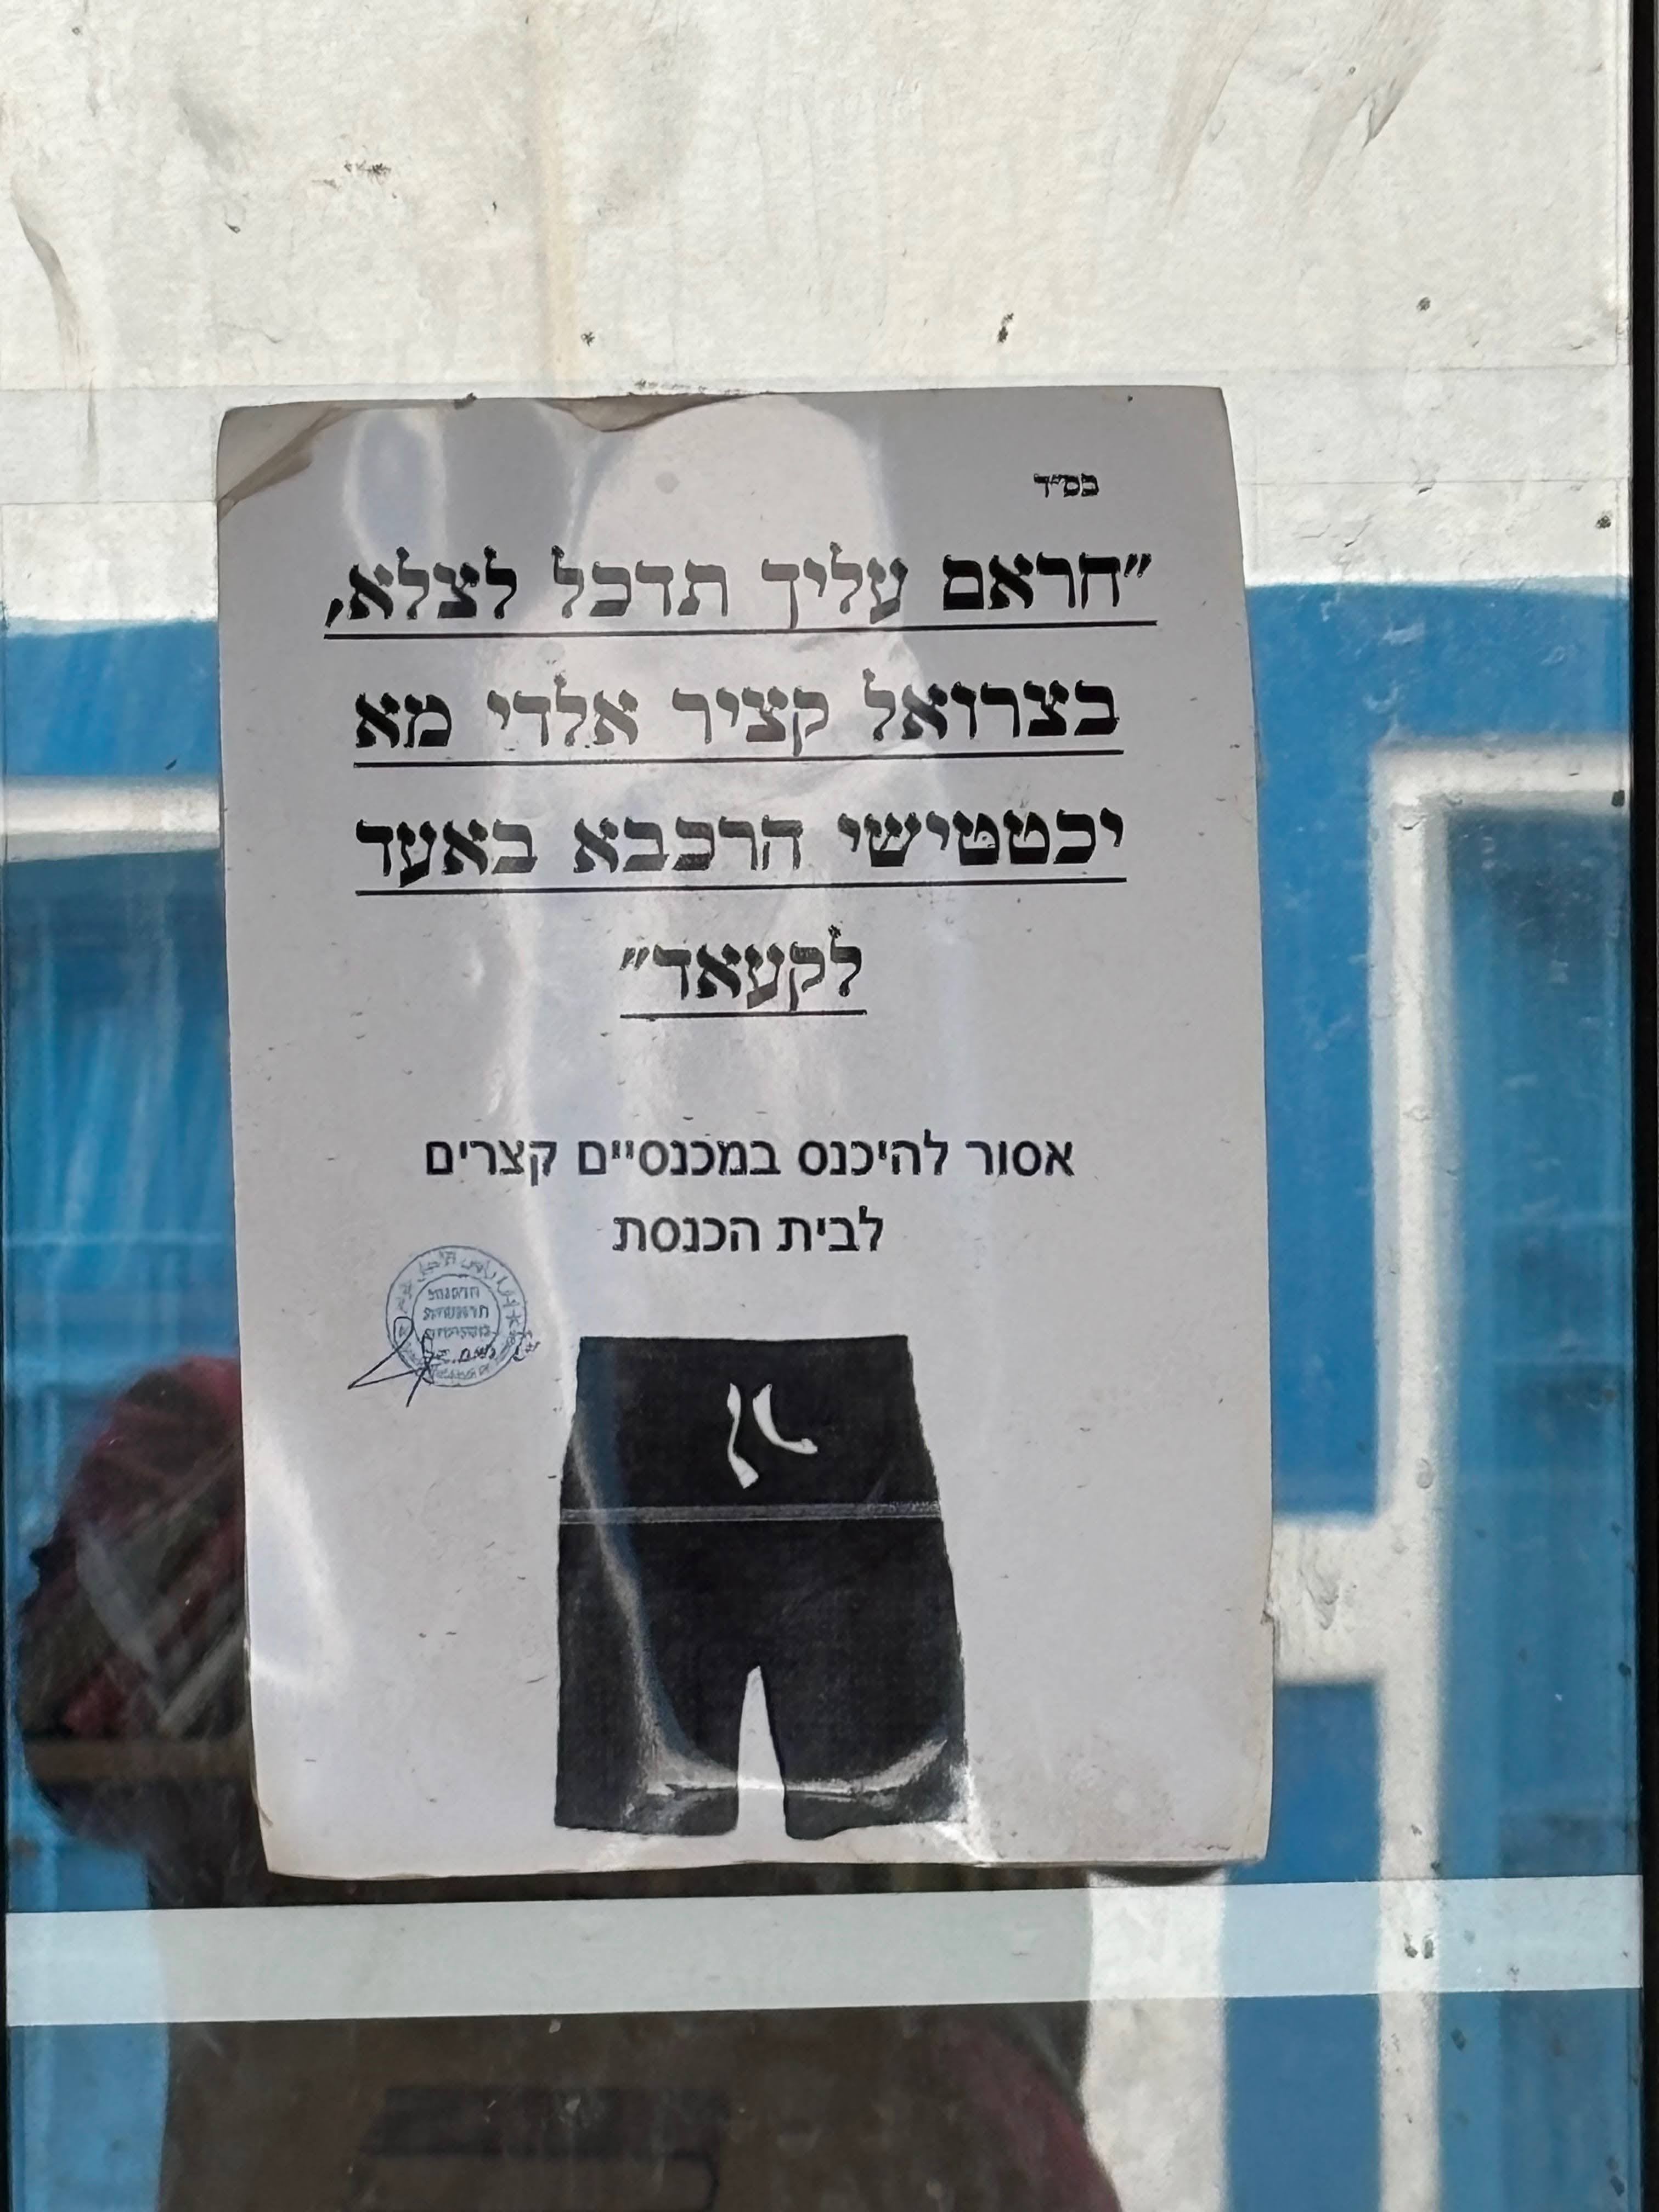 בס״ד
״חראם עליך תדכל לצלא,
בצרואל קציר אלדי מא
יכטטישי הרכבא באעד
לקעאד״
אסור להיכנס במכנסיים קצרים
לבית הכנסת